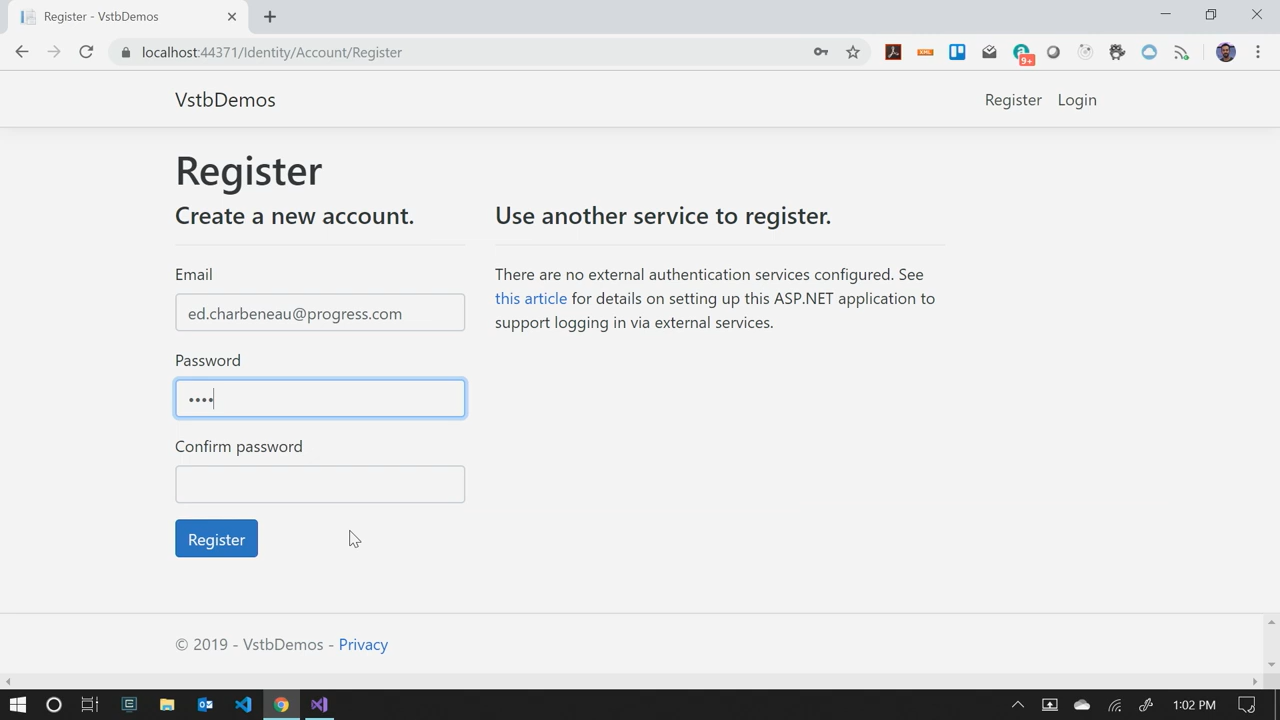 Register - VstbDemos
localhost:44371/Identity/Account/Register
XML
9+
VstbDemos
Register
Login
Register
Create a new account.
Use another service to register.
Email
ed.charbeneau@progress.com
There are no external authentication services configured. See
this article for details on setting up this ASP.NET application to
support logging in via external services.
Password
••••
Confirm password
Register
© 2019 - VstbDemos - Privacy
1:02 PM